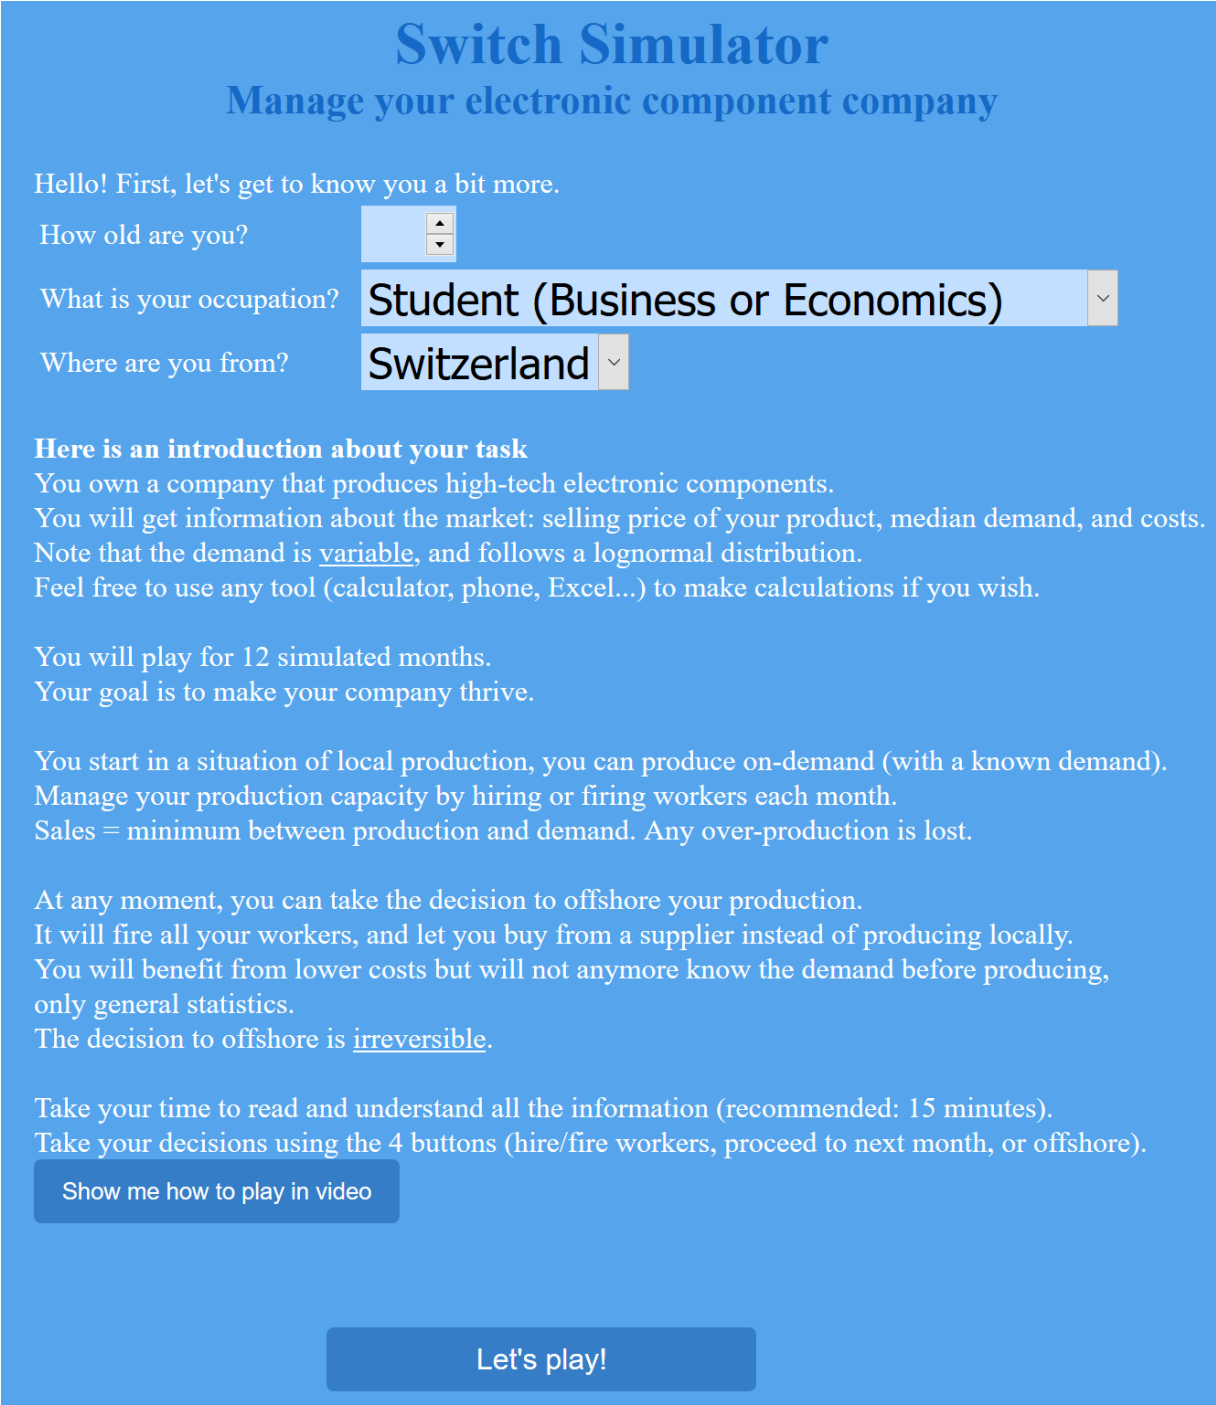 Switch Simulator
Manage your electronic component company
Hello! First, let's get to know you a bit more.
How old are you?
What is your occupation? Student (Business or Economics)
Where are you from? Switzerland
Here is an introduction about your task
You own a company that produces high-tech electronic components.
You will get information about the market: selling price of your product, median demand, and costs.
Note that the demand is variable, and follows a lognormal distribution.
Feel free to use any tool (calculator, phone, Excel...) to make calculations if you wish.
You will play for 12 simulated months.
Your goal is to make your company thrive.
You start in a situation of local production, you can produce on-demand (with a known demand).
Manage your production capacity by hiring or firing workers each month.
Sales = minimum between production and demand. Any over-production is lost.
At any moment, you can take the decision to offshore your production.
It will fire all your workers, and let you buy from a supplier instead of producing locally.
You will benefit from lower costs but will not anymore know the demand before producing,
only general statistics.
The decision to offshore is irreversible.
Take your time to read and understand all the information (recommended: 15 minutes).
Take your decisions using the 4 buttons (hire/fire workers, proceed to next month, or offshore).
Show me how to play in video
Let's play!